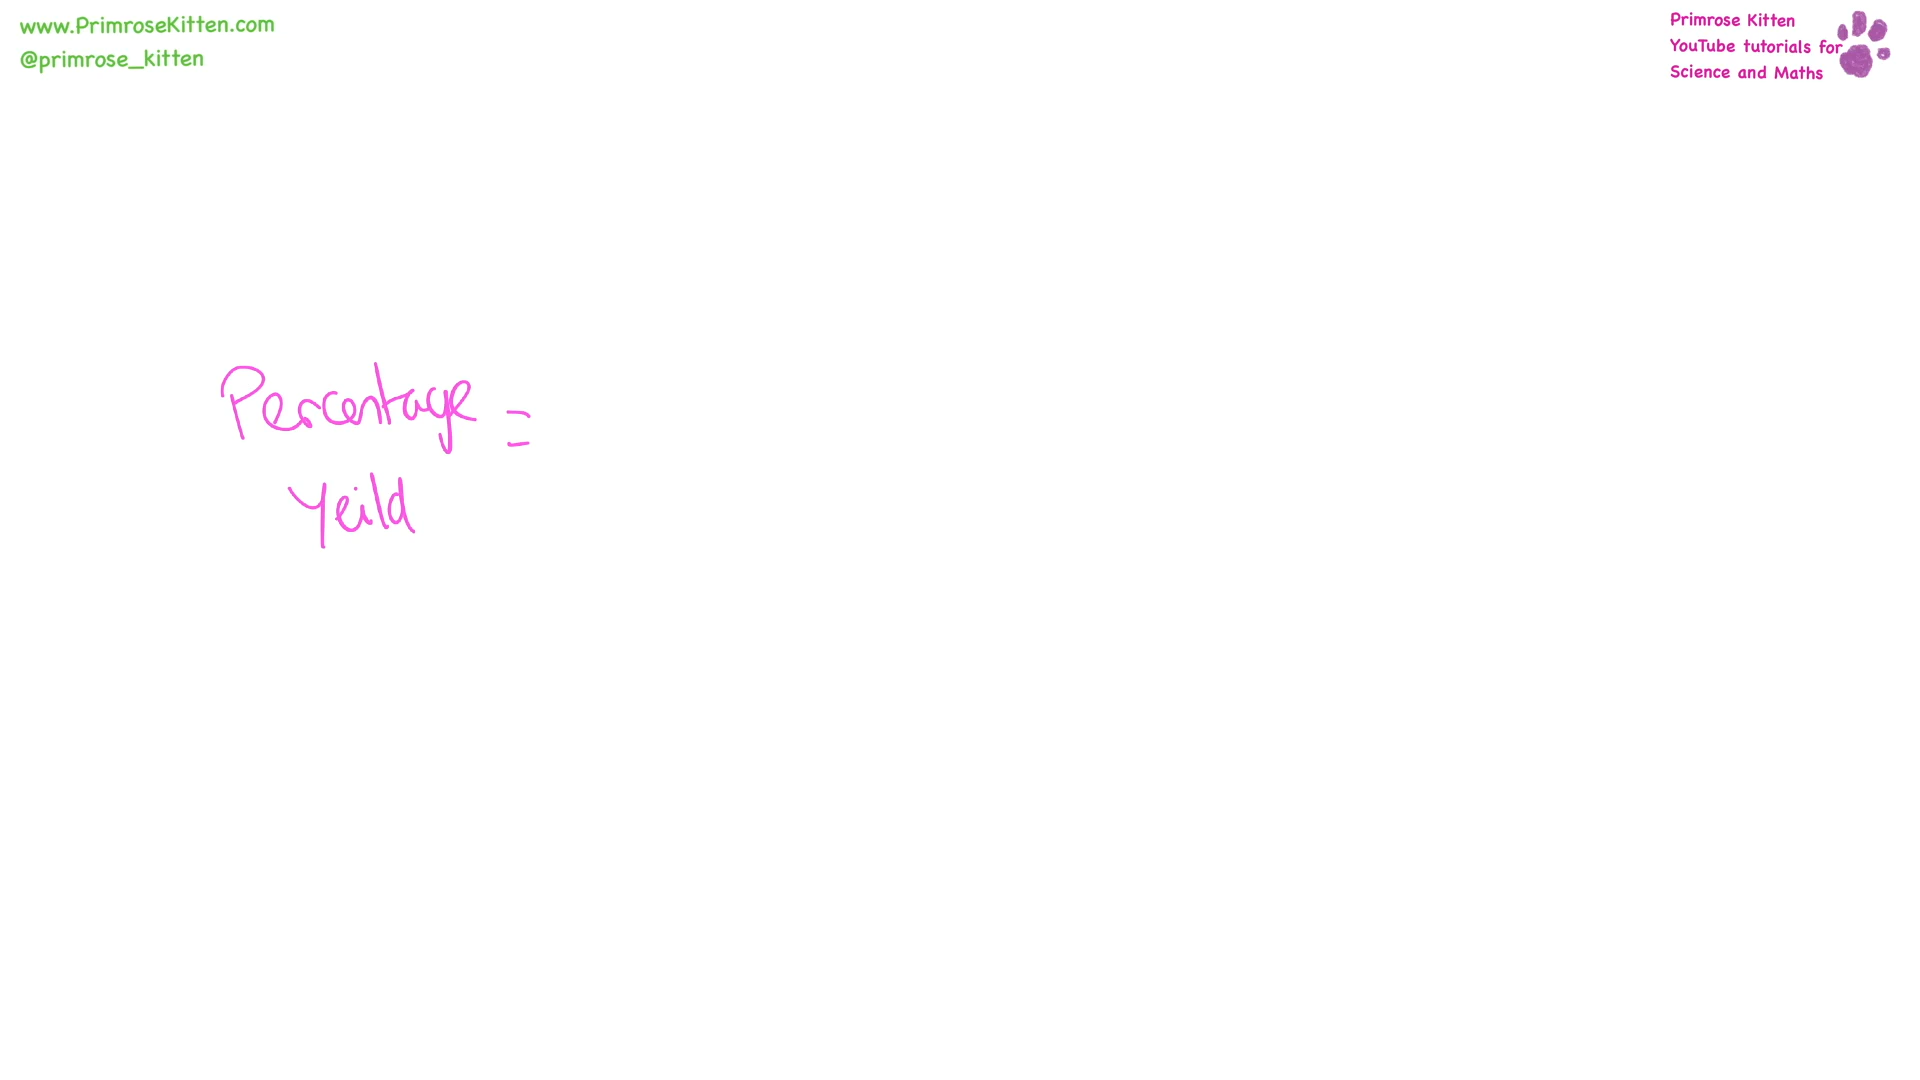 www.PrimroseKitten.com
@primrose_kitten
Primrose Kitten
YouTube tutorials for
Science and Maths
Percentage =
Yeild